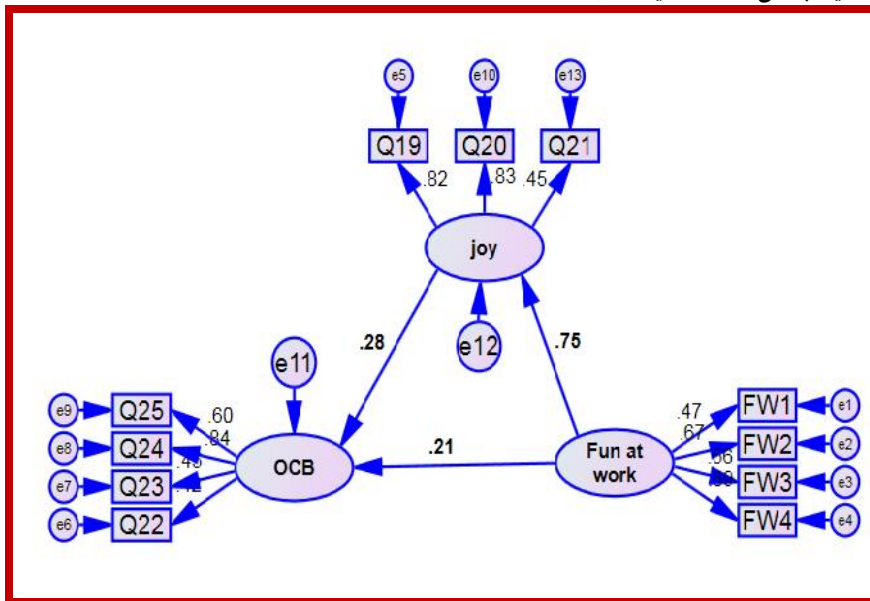 e5 e10 e13
Q19 Q20 Q21
.82 .83 .45
joy
.28 e12 .75
e11
e9 Q25 .60
e8 Q24 .84
e7 Q23
e6 Q22
OCB
.21
Fun at
work
.47 FW1 e1
.67 FW2 e2
FW3 e3
FW4 e4